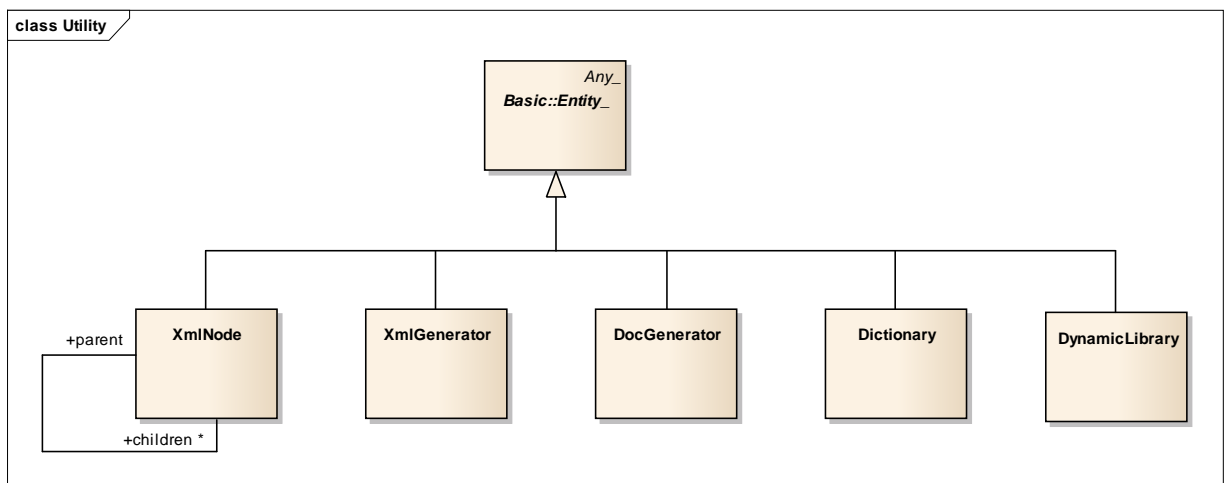 class Utility
Any_
Basic::Entity_
XmlNode
XmlGenerator
DocGenerator
Dictionary
DynamicLibrary
+parent
+children *